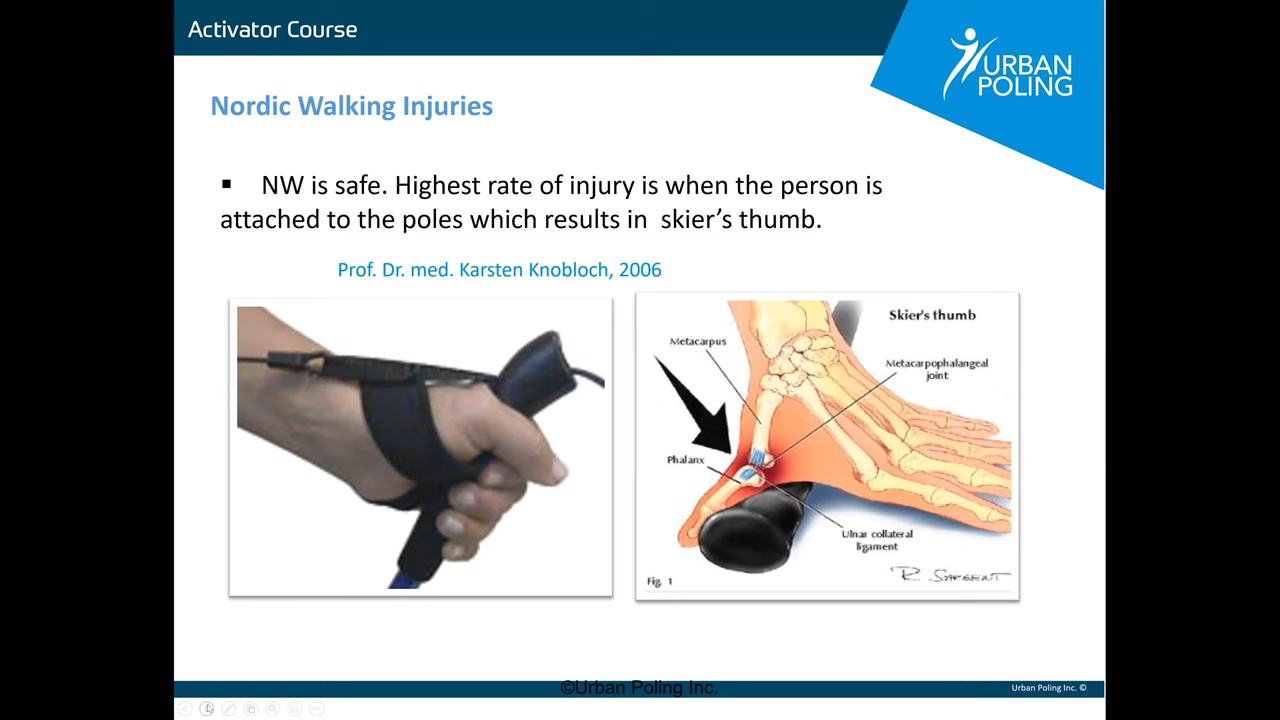 Activator Course
URBAN
POLING
Nordic Walking Injuries
▪ NW is safe. Highest rate of injury is when the person is
attached to the poles which results in skier’s thumb.
Prof. Dr. med. Karsten Knobloch, 2006
Skier's thumb
Metacarpus
Metacarpophalangeal
joint
Phalanx
Ulnar collateral
ligament
R. SARGENT
Fig. 1
©Urban Poling Inc.
Urban Poling Inc. ©